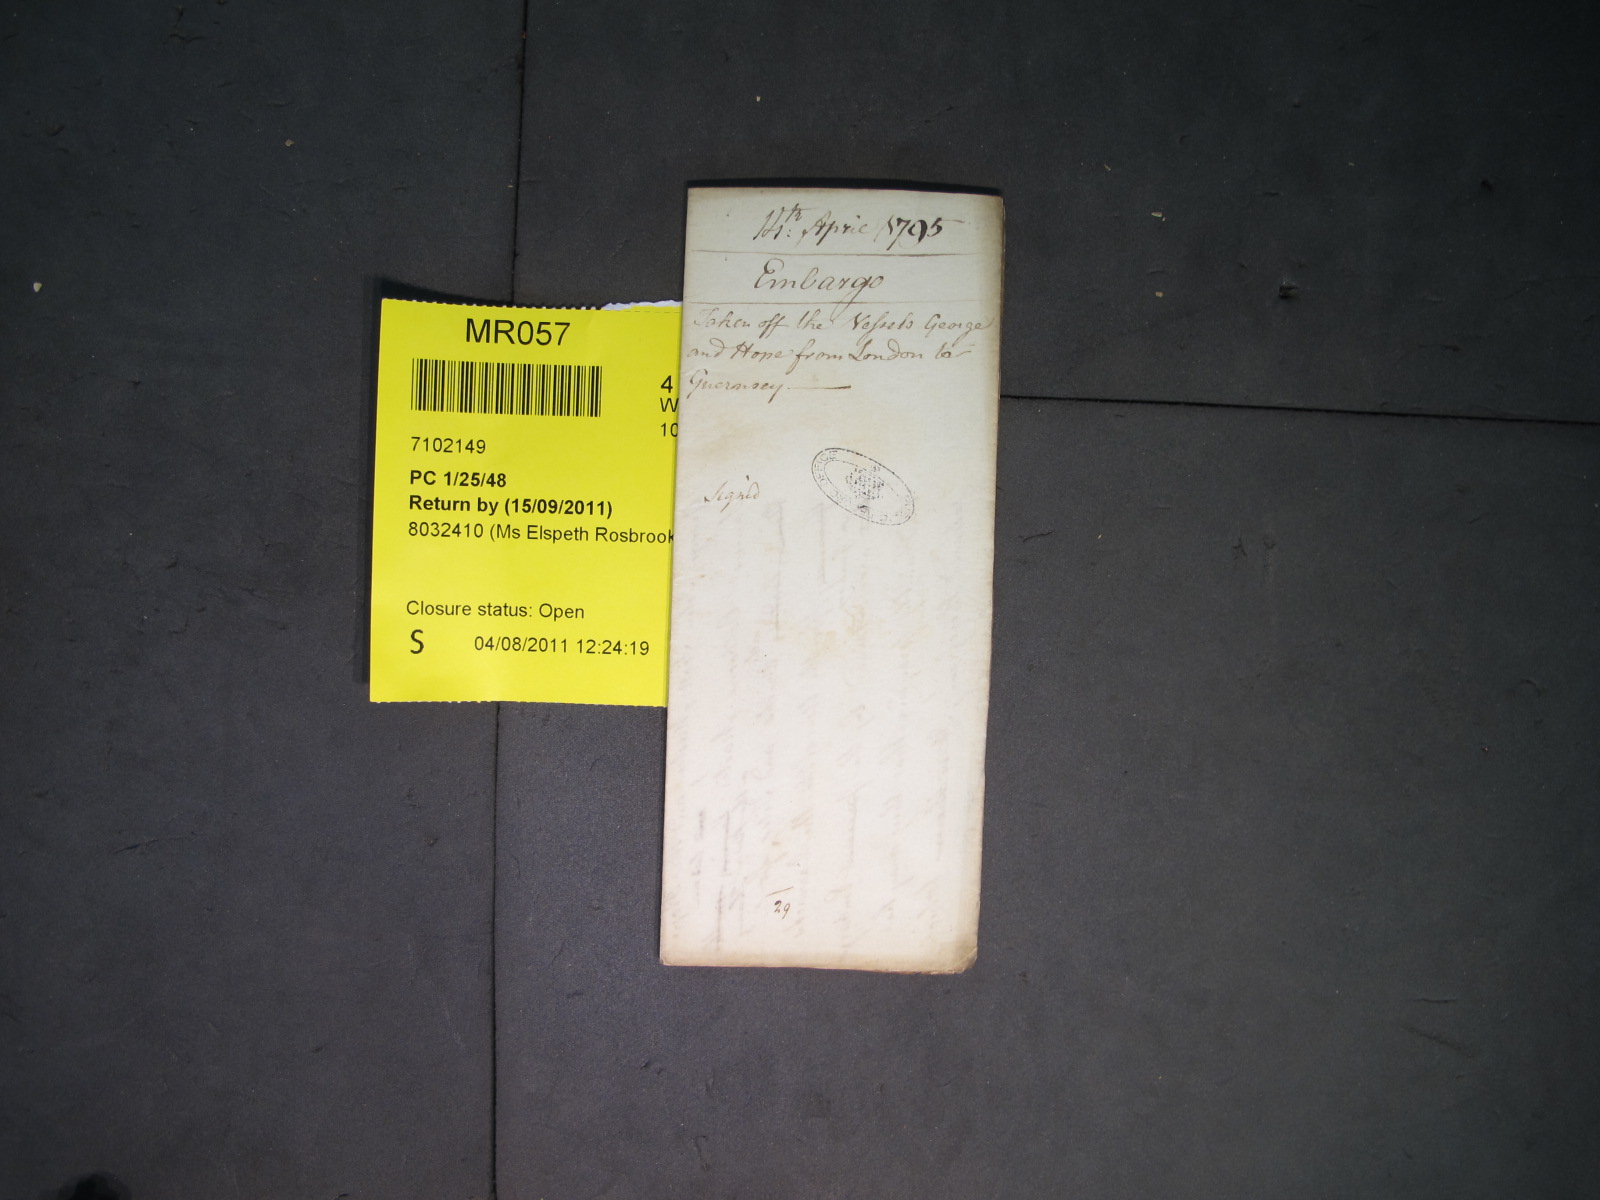 MR057
4
W
10
7102149
PC 1/25/48
Return by (15/09/2011)
8032410 (Ms Elspeth Rosbrook
Closure status: Open
S 04/08/2011 12:24:19
April 1795
Embargo
Taken off the Vessels George
and Hope from London to
Guernsey.
Signed
29